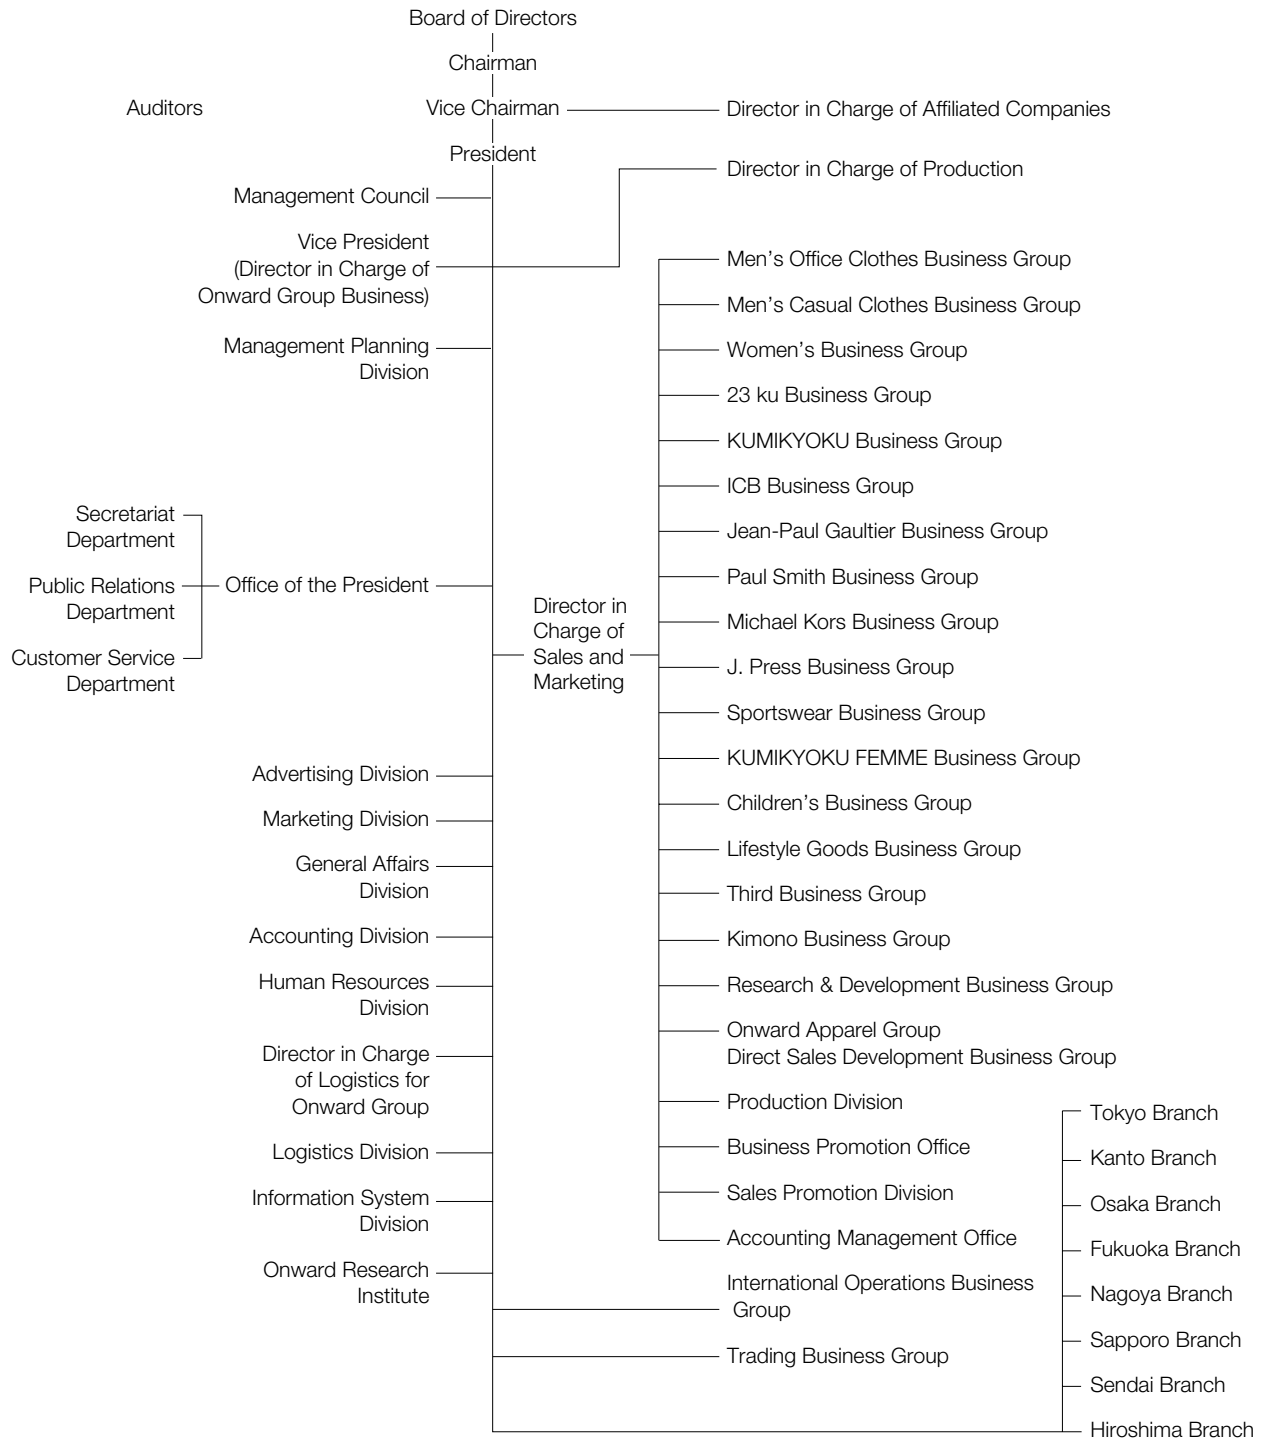 Board of Directors
Chairman
Auditors
Vice Chairman
Director in Charge of Affiliated Companies
President
Director in Charge of Production
Management Council
Vice President
(Director in Charge of
Onward Group Business)
Management Planning
Division
Secretariat
Department
Public Relations
Department
Customer Service
Department
Office of the President
Advertising Division
Marketing Division
General Affairs
Division
Accounting Division
Human Resources
Division
Director in Charge
of Logistics for
Onward Group
Logistics Division
Information System
Division
Onward Research
Institute
Director in
Charge of
Sales and
Marketing
Men’s Office Clothes Business Group
Men’s Casual Clothes Business Group
Women’s Business Group
23 ku Business Group
KUMIKYOKU Business Group
ICB Business Group
Jean-Paul Gaultier Business Group
Paul Smith Business Group
Michael Kors Business Group
J. Press Business Group
Sportswear Business Group
KUMIKYOKU FEMME Business Group
Children’s Business Group
Lifestyle Goods Business Group
Third Business Group
Kimono Business Group
Research & Development Business Group
Onward Apparel Group
Direct Sales Development Business Group
Production Division
Business Promotion Office
Sales Promotion Division
Accounting Management Office
International Operations Business
Group
Trading Business Group
Tokyo Branch
Kanto Branch
Osaka Branch
Fukuoka Branch
Nagoya Branch
Sapporo Branch
Sendai Branch
Hiroshima Branch